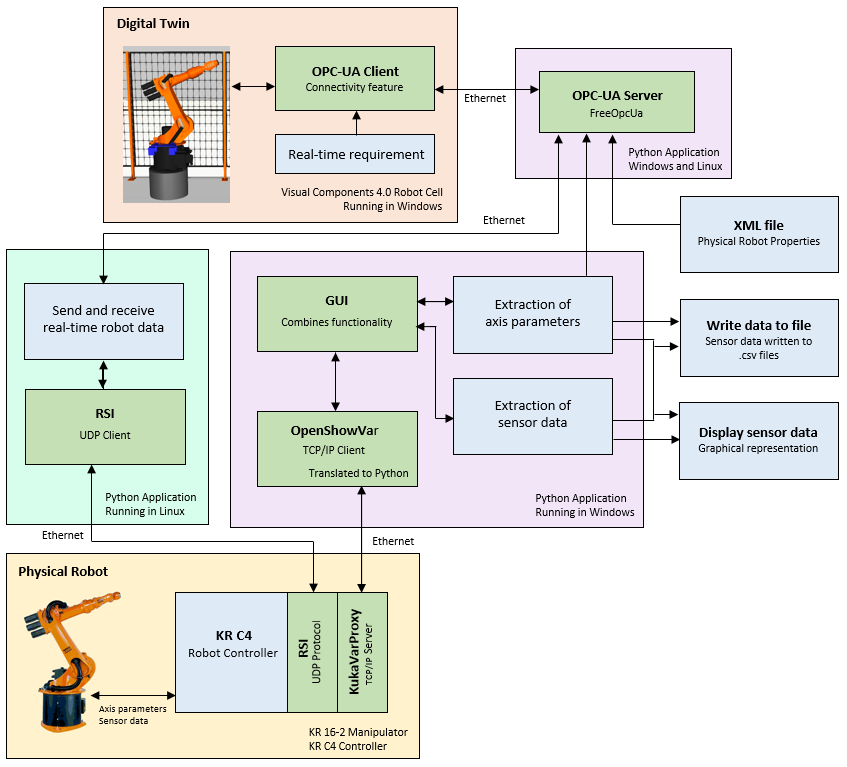 Digital Twin
OPC-UA Client
Connectivity feature
Real-time requirement
Visual Components 4.0 Robot Cell
Running in Windows
Ethernet
OPC-UA Server
FreeOpcUa
Python Application
Windows and Linux
Ethernet
XML file
Physical Robot Properties
Send and receive
real-time robot data
RSI
UDP Client
Python Application
Running in Linux
GUI
Combines functionality
OpenShowVar
TCP/IP Client
Translated to Python
Extraction of
axis parameters
Extraction of
sensor data
Python Application
Running in Windows
Write data to file
Sensor data written to
.csv files
Display sensor data
Graphical representation
Ethernet
Ethernet
Physical Robot
KR C4
Robot Controller
RSI
UDP Protocol
KukaVarProxy
TCP/IP Server
Axis parameters
Sensor data
KR 16-2 Manipulator
KR C4 Controller